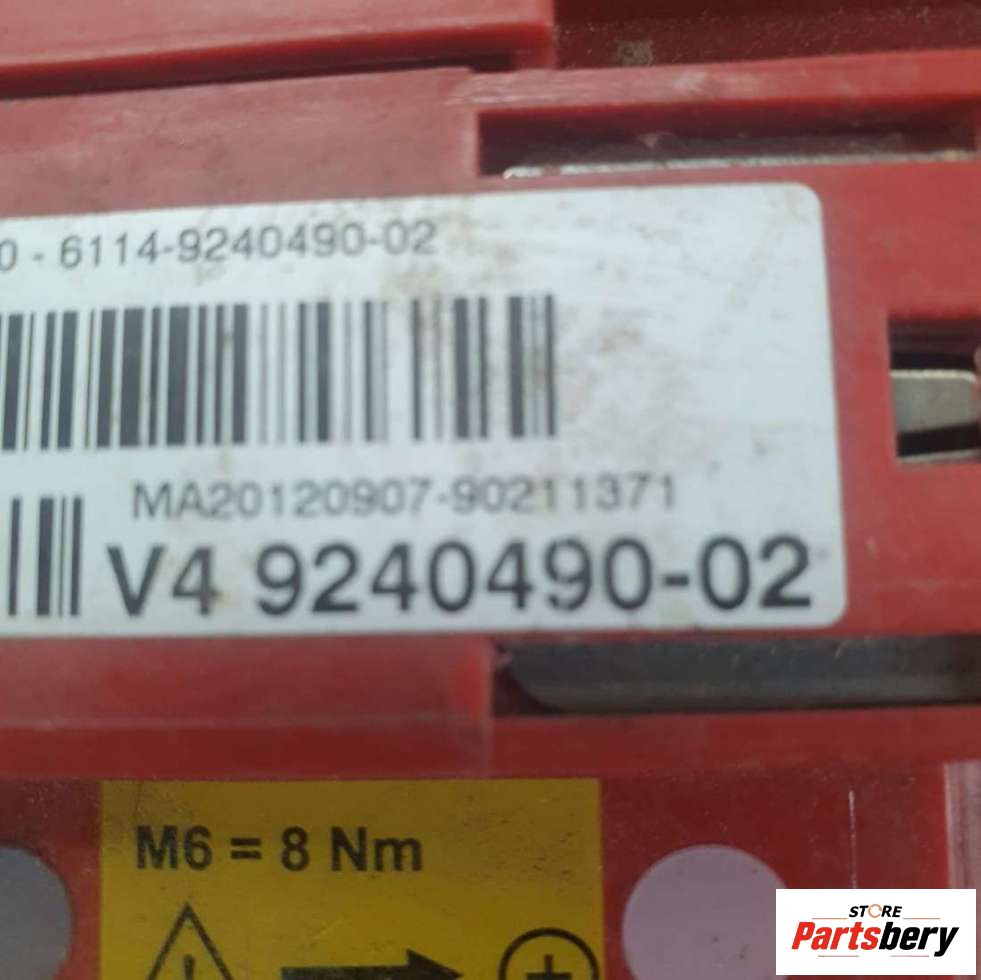 0 - 6114-9240490-02
MA20120907-90211371
V4 9240490-02
M6 = 8 Nm
STORE
Partsbery